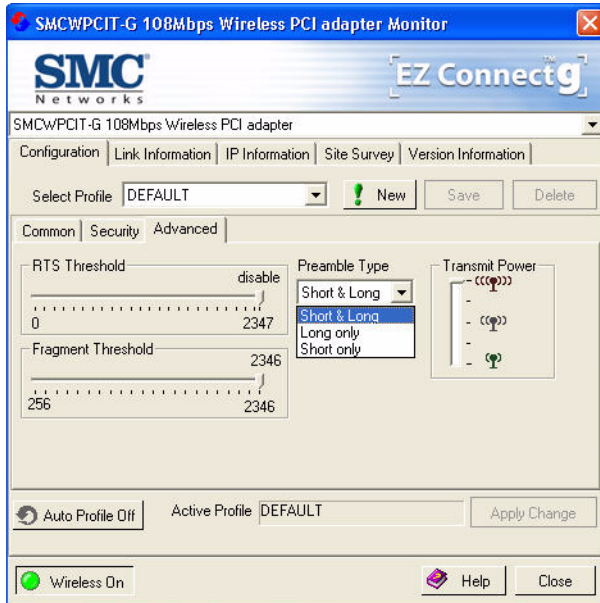 SMCWPCIT-G 108Mbps Wireless PCI adapter Monitor
SMC®
Networks
EZ Connect™ g
SMCWPCIT-G 108Mbps Wireless PCI adapter
Configuration Link Information IP Information Site Survey Version Information
Select Profile DEFAULT New Save Delete
Common Security Advanced
RTS Threshold
disable
0 2347
Fragment Threshold
2346
256 2346
Preamble Type
Short & Long
Short & Long
Long only
Short only
Transmit Power
Auto Profile Off Active Profile DEFAULT Apply Change
Wireless On Help Close